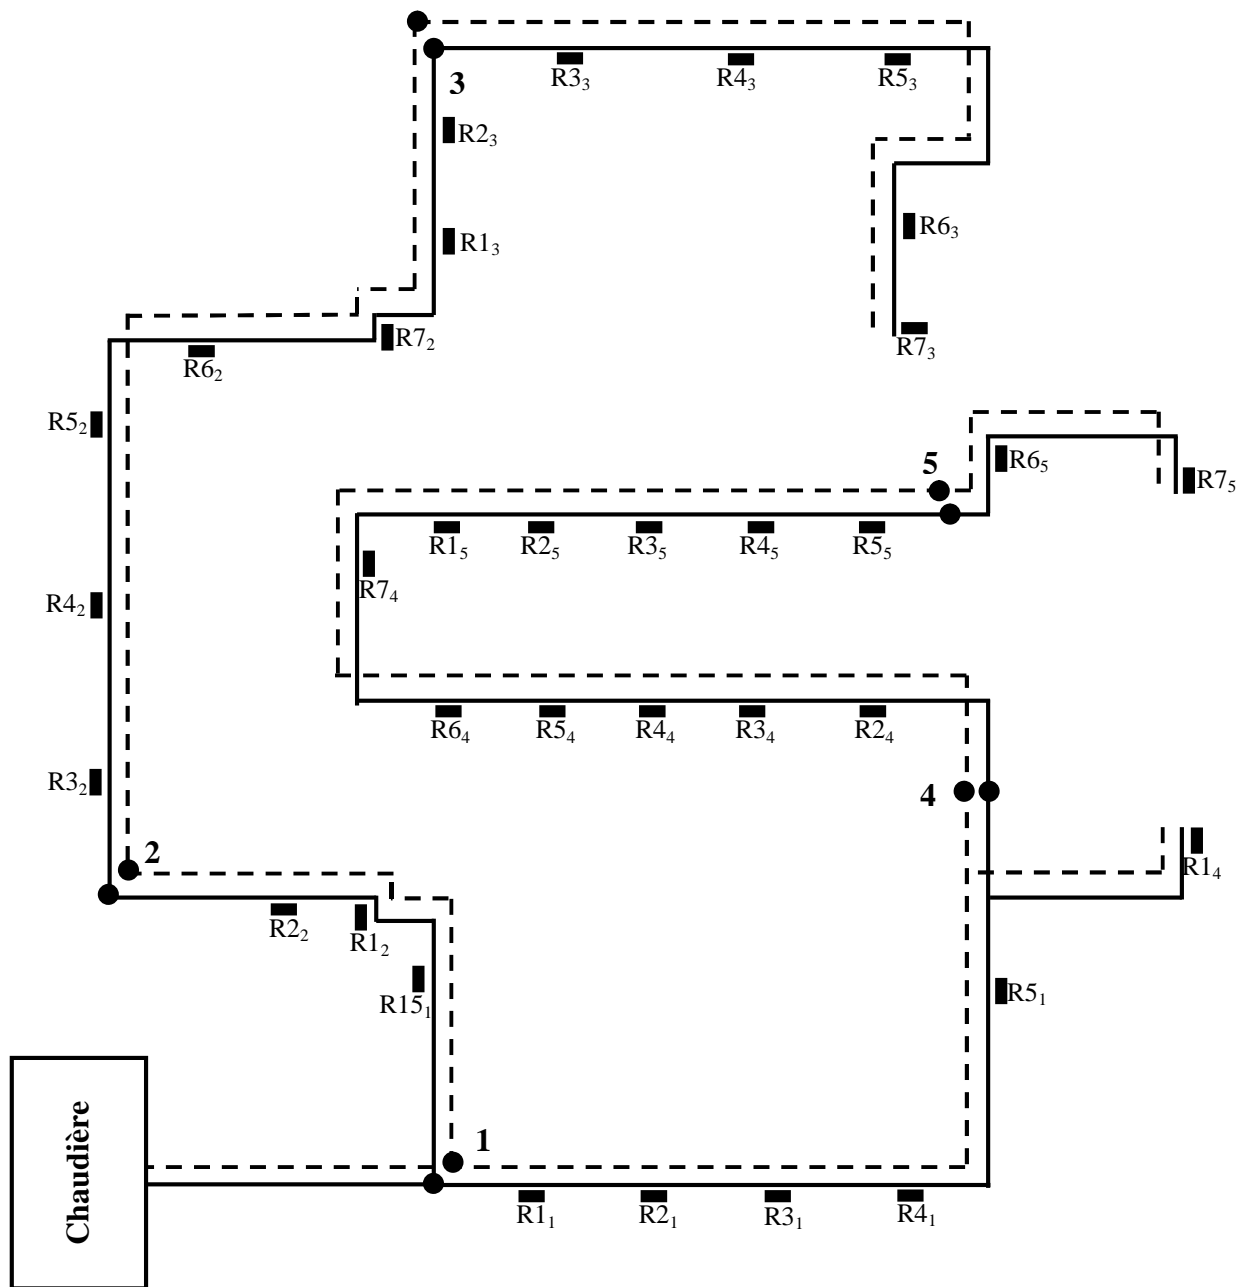 3
R3₃ R4₃ R5₃
R2₃
R1₃
R6₃
R7₃
R7₂
R6₂
R5₂
5
R6₅
R7₅
R1₅ R2₅ R3₅ R4₅ R5₅
R7₄
R4₂
R6₄ R5₄ R4₄ R3₄ R2₄
R3₂
4
2
R1₄
R2₂ R1₂
R15₁
R5₁
Chaudière
1
R1₁ R2₁ R3₁ R4₁